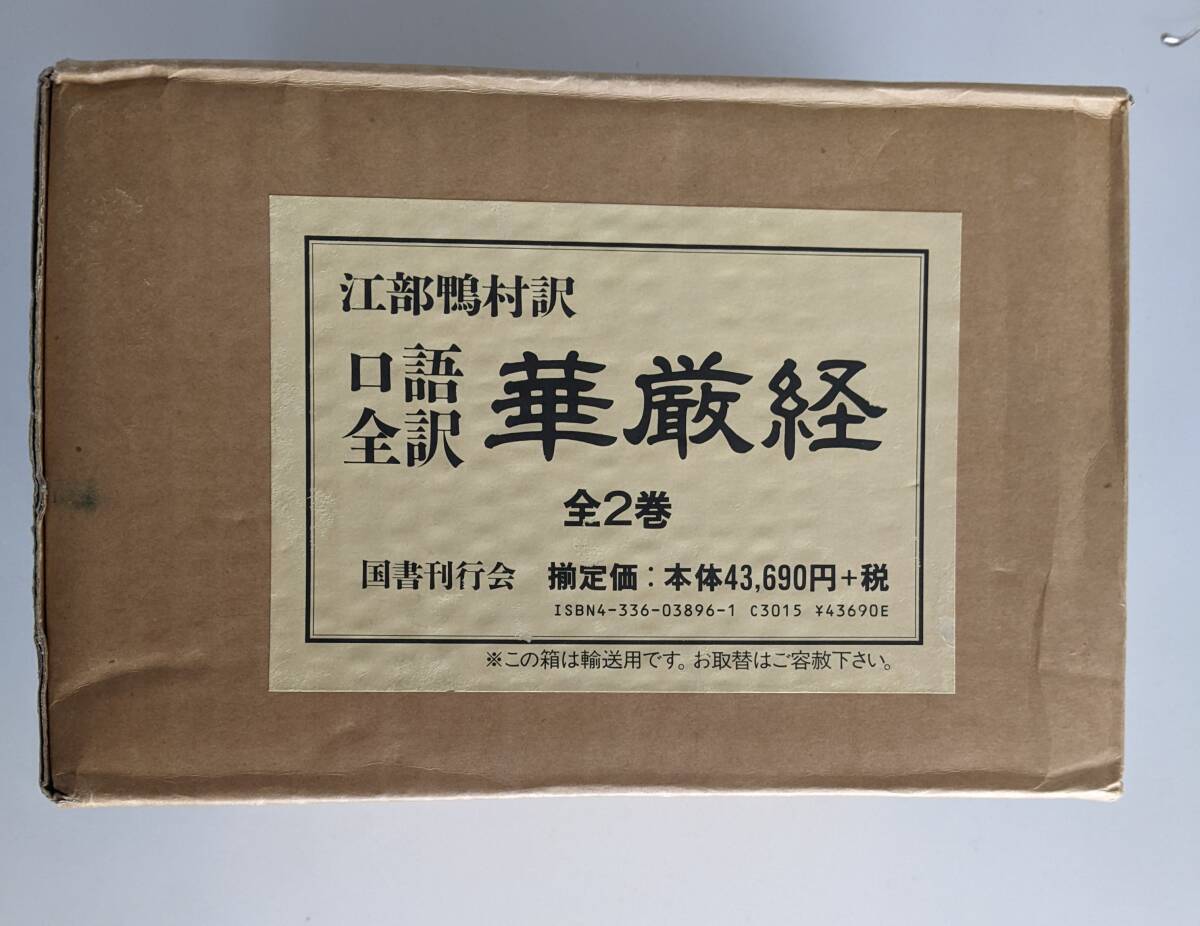 江部鴨村訳
口語
全訳
華厳経
全2巻
国書刊行会 揃定価：本体43,690円+税
ISBN4-336-03896-1 C3015 ¥43690E
※この箱は輸送用です。お取替はご容赦下さい。